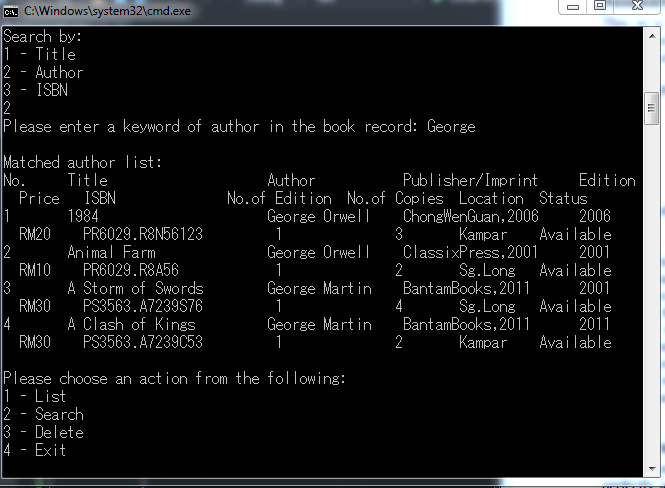 C:\Windows\system32\cmd.exe
Search by:
1 - Title
2 - Author
3 - ISBN
2
Please enter a keyword of author in the book record: George
Matched author list:
No. Title Author Publisher/Imprint Edition
Price ISBN No.of Edition No.of Copies Location Status
1 1984 George Orwell ChongWenGuan,2006 2006
RM20 PR6029.R8N56123 1 3 Kampar Available
2 Animal Farm George Orwell ClassixPress,2001 2001
RM10 PR6029.R8A56 1 2 Sg.Long Available
3 A Storm of Swords George Martin BantamBooks,2011 2001
RM30 PS3563.A7239S76 1 4 Sg.Long Available
4 A Clash of Kings George Martin BantamBooks,2011 2011
RM30 PS3563.A7239C53 1 2 Kampar Available
Please choose an action from the following:
1 - List
2 - Search
3 - Delete
4 - Exit